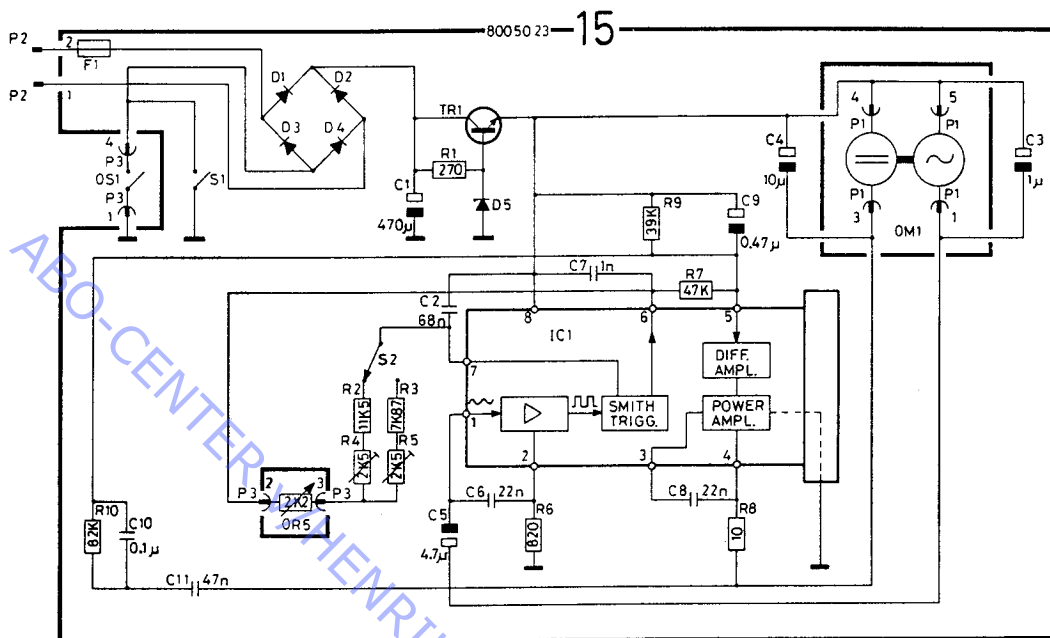 8005023 15
P2 2 F1
P2 1
D1 D2
D3 D4
4
P3
0S1
P3
1
S1
TR1
R1
270
C1
470μ
D5
R9
39K
C9
0.47μ
C4
10μ
4 5
P1 P1
P1 P1
3 1
0M1
C3
1μ
C7 1n
R7
47K
C2
68n
8 6 5
IC1
S2
7
1
R2 11K5
R3 7K87
R4 2K5
R5 2K5
DIFF.
AMPL.
SMITH
TRIGG.
POWER
AMPL.
2 3 4
P3 2 2K2 3 P3
0R5
C6 22n
C8 22n
C5
4.7μ
R6
820
R8
10
R10
82K
C10
0.1μ
C11 47n
ABO-CENTER W/HENRI